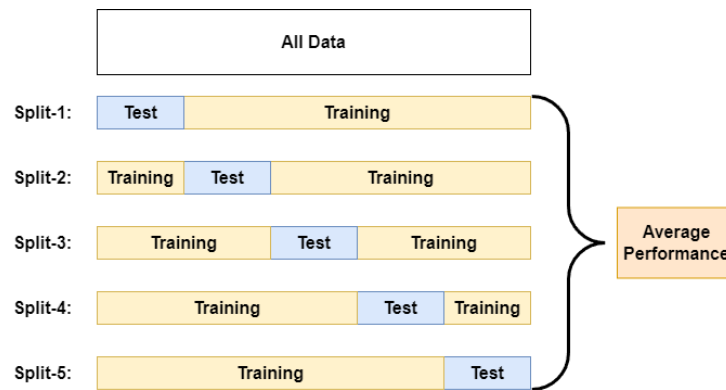 All Data
Split-1: Test Training
Split-2: Training Test Training
Split-3: Training Test Training
Average
Performance
Split-4: Training Test Training
Split-5: Training Test